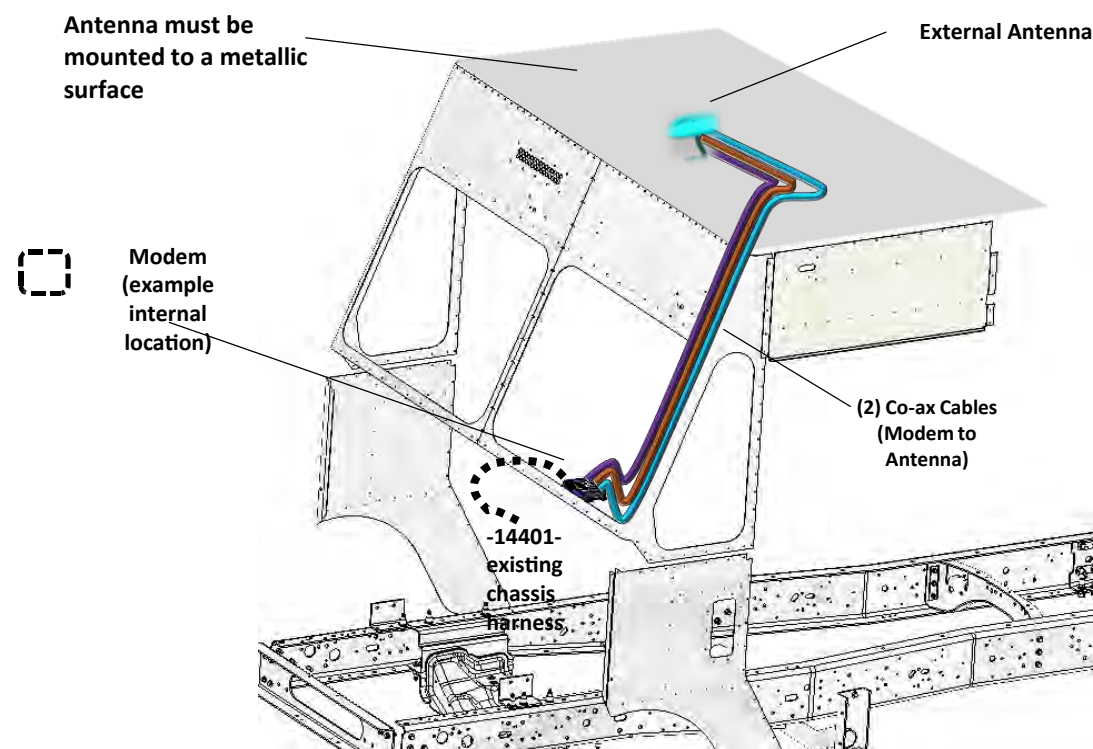 Antenna must be
mounted to a metallic
surface
External Antenna
Modem
(example
internal
location)
(2) Co-ax Cables
(Modem to
Antenna)
-14401-
existing
chassis
harness